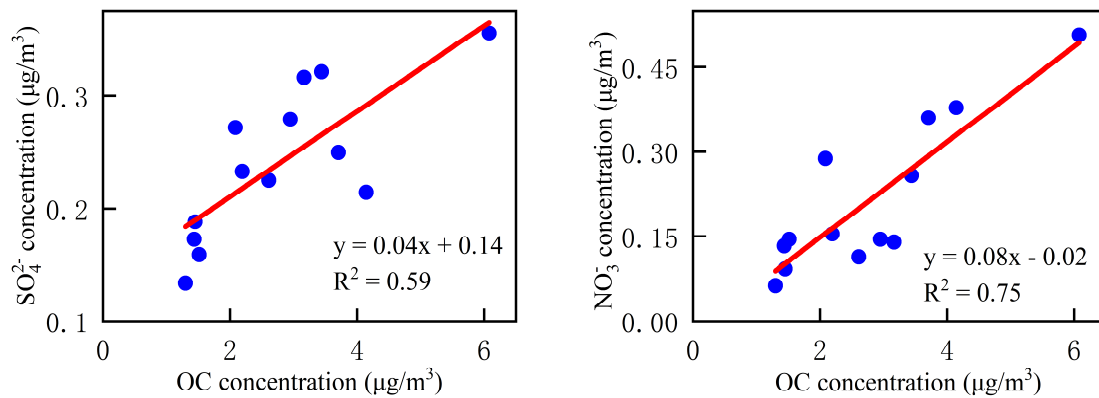 SO₄²⁻ concentration (μg/m³)
0.3
0.2
0.1
y = 0.04x + 0.14
R² = 0.59
0 2 4 6
OC concentration (μg/m³)
NO₃⁻ concentration (μg/m³)
0.45
0.30
0.15
0.00
y = 0.08x - 0.02
R² = 0.75
0 2 4 6
OC concentration (μg/m³)